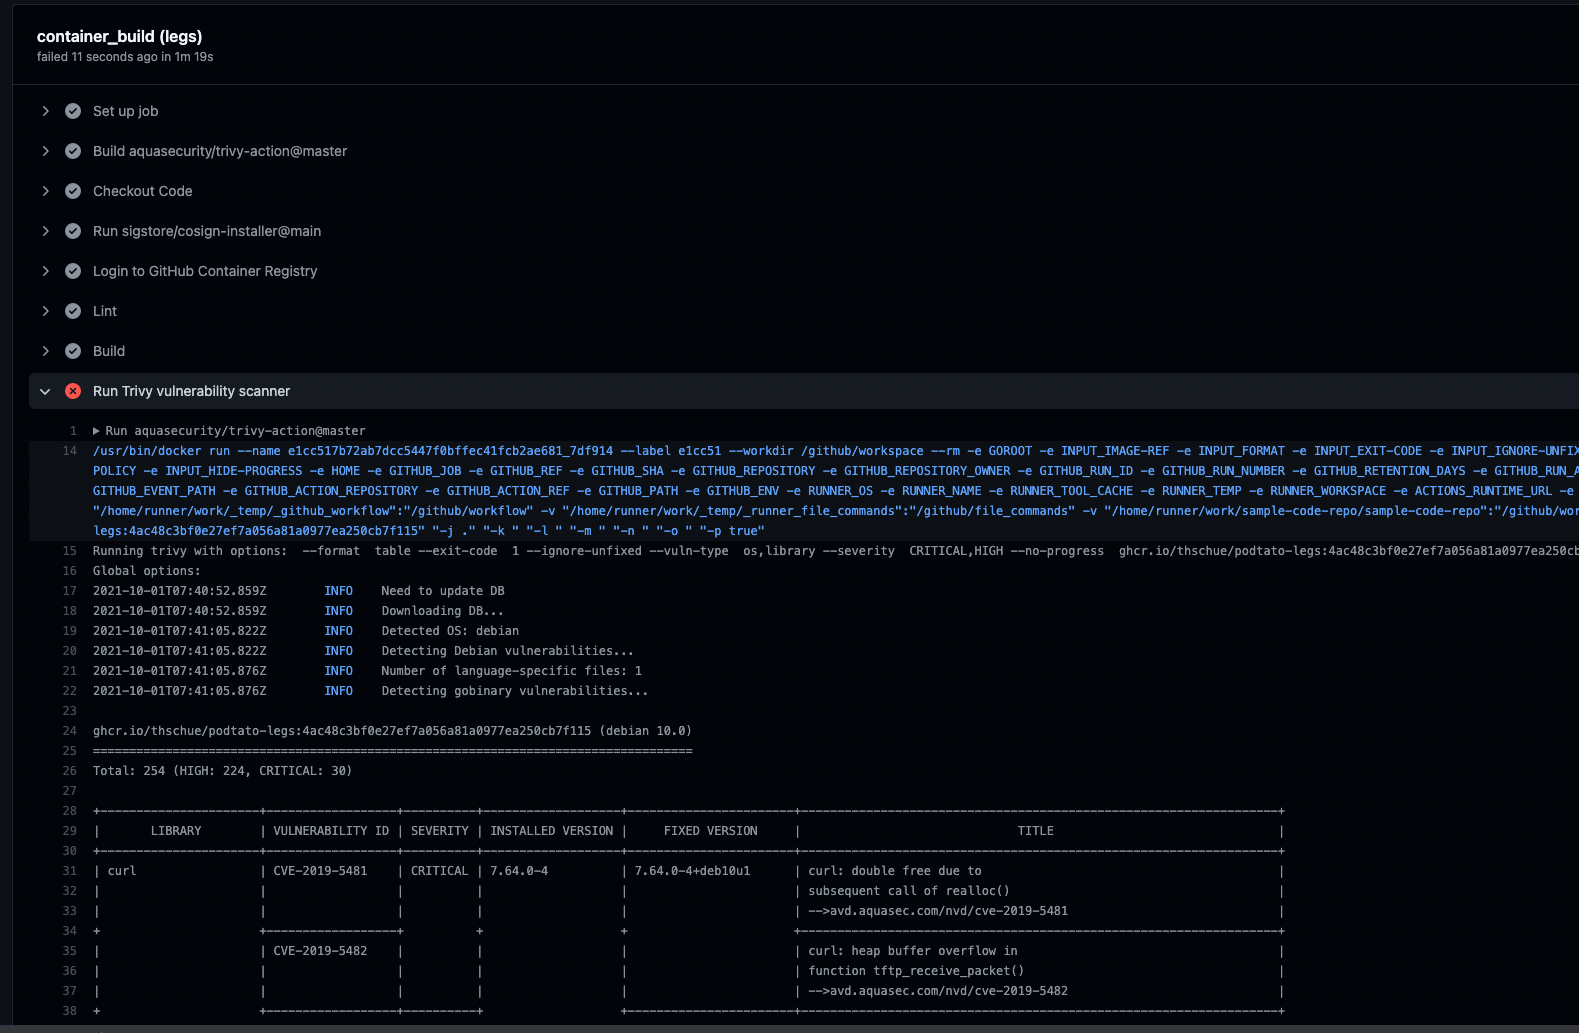 container_build (legs)
failed 11 seconds ago in 1m 19s
Set up job
Build aquasecurity/trivy-action@master
Checkout Code
Run sigstore/cosign-installer@main
Login to GitHub Container Registry
Lint
Build
Run Trivy vulnerability scanner
1 ▶ Run aquasecurity/trivy-action@master
14 /usr/bin/docker run --name e1cc517b72ab7dcc5447f0bffec41fcb2ae681_7df914 --label e1cc51 --workdir /github/workspace --rm -e GOROOT -e INPUT_IMAGE-REF -e INPUT_FORMAT -e INPUT_EXIT-CODE -e INPUT_IGNORE-UNFIX
POLICY -e INPUT_HIDE-PROGRESS -e HOME -e GITHUB_JOB -e GITHUB_REF -e GITHUB_SHA -e GITHUB_REPOSITORY -e GITHUB_REPOSITORY_OWNER -e GITHUB_RUN_ID -e GITHUB_RUN_NUMBER -e GITHUB_RETENTION_DAYS -e GITHUB_RUN_A
GITHUB_EVENT_PATH -e GITHUB_ACTION_REPOSITORY -e GITHUB_ACTION_REF -e GITHUB_PATH -e GITHUB_ENV -e RUNNER_OS -e RUNNER_NAME -e RUNNER_TOOL_CACHE -e RUNNER_TEMP -e RUNNER_WORKSPACE -e ACTIONS_RUNTIME_URL -e
"/home/runner/work/_temp/_github_workflow":"/github/workflow" -v "/home/runner/work/_temp/_runner_file_commands":"/github/file_commands" -v "/home/runner/work/sample-code-repo/sample-code-repo":"/github/wor
legs:4ac48c3bf0e27ef7a056a81a0977ea250cb7f115" "-j ." "-k " "-l " "-m " "-n " "-o " "-p true"
15 Running trivy with options:  --format  table --exit-code  1 --ignore-unfixed --vuln-type  os,library --severity  CRITICAL,HIGH --no-progress  ghcr.io/thschue/podtato-legs:4ac48c3bf0e27ef7a056a81a0977ea250cb
16 Global options:
17 2021-10-01T07:40:52.859Z INFO Need to update DB
18 2021-10-01T07:40:52.859Z INFO Downloading DB...
19 2021-10-01T07:41:05.822Z INFO Detected OS: debian
20 2021-10-01T07:41:05.822Z INFO Detecting Debian vulnerabilities...
21 2021-10-01T07:41:05.876Z INFO Number of language-specific files: 1
22 2021-10-01T07:41:05.876Z INFO Detecting gobinary vulnerabilities...
23
24 ghcr.io/thschue/podtato-legs:4ac48c3bf0e27ef7a056a81a0977ea250cb7f115 (debian 10.0)
25 ===================================================================================
26 Total: 254 (HIGH: 224, CRITICAL: 30)
27
28 +----------------------+------------------+----------+-------------------+-----------------------+------------------------------------------------------------------+
29 | LIBRARY | VULNERABILITY ID | SEVERITY | INSTALLED VERSION | FIXED VERSION | TITLE |
30 +----------------------+------------------+----------+-------------------+-----------------------+------------------------------------------------------------------+
31 | curl | CVE-2019-5481 | CRITICAL | 7.64.0-4 | 7.64.0-4+deb10u1 | curl: double free due to |
32 | | | | | | subsequent call of realloc() |
33 | | | | | | -->avd.aquasec.com/nvd/cve-2019-5481 |
34 + +------------------+ + + +------------------------------------------------------------------+
35 | | CVE-2019-5482 | | | | curl: heap buffer overflow in |
36 | | | | | | function tftp_receive_packet() |
37 | | | | | | -->avd.aquasec.com/nvd/cve-2019-5482 |
38 + +------------------+----------+ +-----------------------+------------------------------------------------------------------+